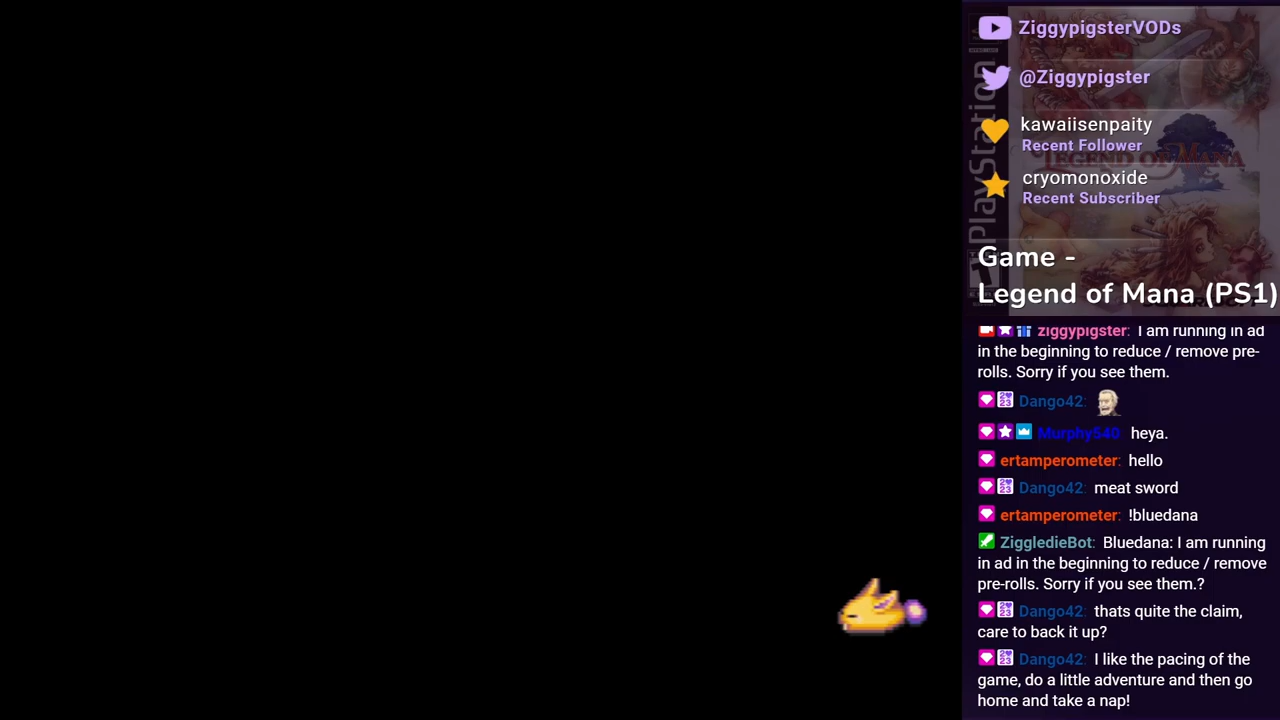 ZiggypigsterVODs
@Ziggypigster
kawaiisenpaity
Recent Follower
cryomonoxide
Recent Subscriber
PlayStation
LEGEND OF MANA
Game -
Legend of Mana (PS1)
ziggypigster: I am running in ad
in the beginning to reduce / remove pre-
rolls. Sorry if you see them.
Dango42:
Murphy540 heya.
ertamperometer: hello
Dango42: meat sword
ertamperometer: !bluedana
ZiggledieBot: Bluedana: I am running
in ad in the beginning to reduce / remove
pre-rolls. Sorry if you see them.?
Dango42: thats quite the claim,
care to back it up?
Dango42: I like the pacing of the
game, do a little adventure and then go
home and take a nap!